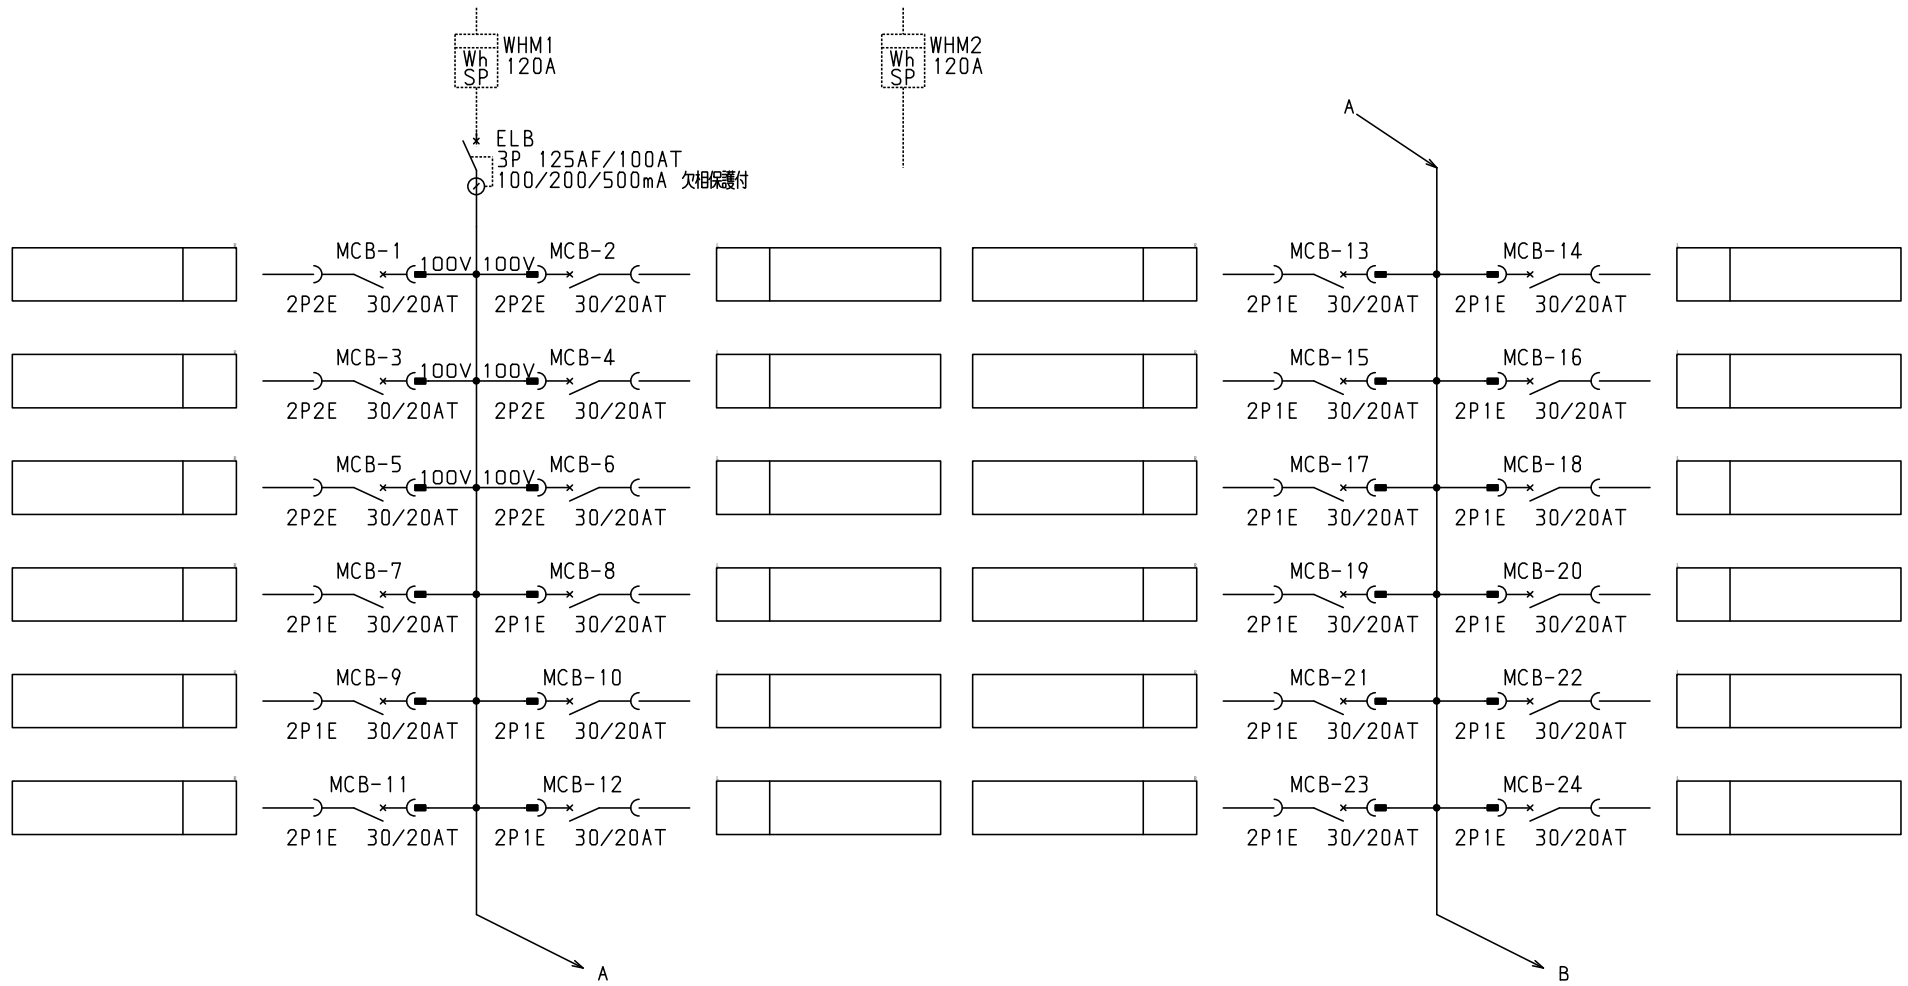 WHM1
Wh
SP
120A
WHM2
Wh
SP
120A
ELB
3P 125AF/100AT
100/200/500mA 欠相保護付
A
MCB-1 100V 100V MCB-2
2P2E 30/20AT 2P2E 30/20AT
MCB-3 100V 100V MCB-4
2P2E 30/20AT 2P2E 30/20AT
MCB-5 100V 100V MCB-6
2P2E 30/20AT 2P2E 30/20AT
MCB-7 MCB-8
2P1E 30/20AT 2P1E 30/20AT
MCB-9 MCB-10
2P1E 30/20AT 2P1E 30/20AT
MCB-11 MCB-12
2P1E 30/20AT 2P1E 30/20AT
A
MCB-13 MCB-14
2P1E 30/20AT 2P1E 30/20AT
MCB-15 MCB-16
2P1E 30/20AT 2P1E 30/20AT
MCB-17 MCB-18
2P1E 30/20AT 2P1E 30/20AT
MCB-19 MCB-20
2P1E 30/20AT 2P1E 30/20AT
MCB-21 MCB-22
2P1E 30/20AT 2P1E 30/20AT
MCB-23 MCB-24
2P1E 30/20AT 2P1E 30/20AT
B